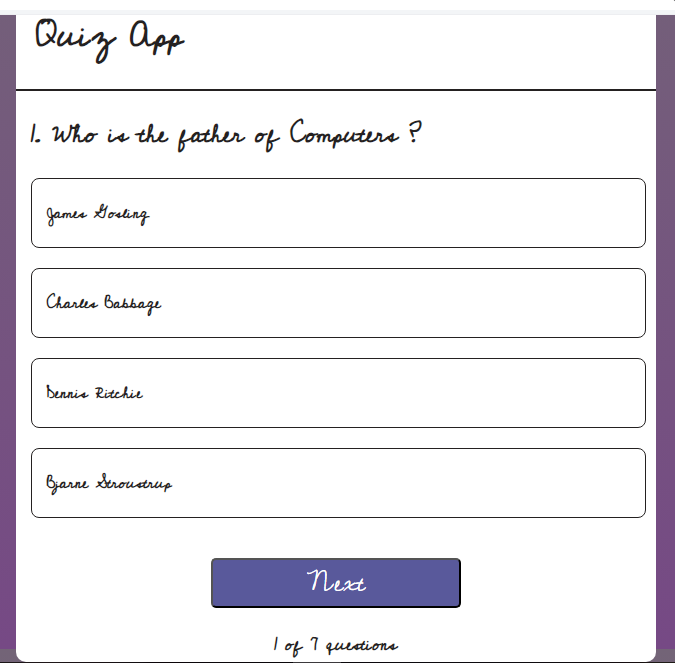 Quiz App
1. Who is the father of Computers ?
James Gosling
Charles Babbage
Dennis Ritchie
Bjarne Stroustrup
Next
1 of 7 questions